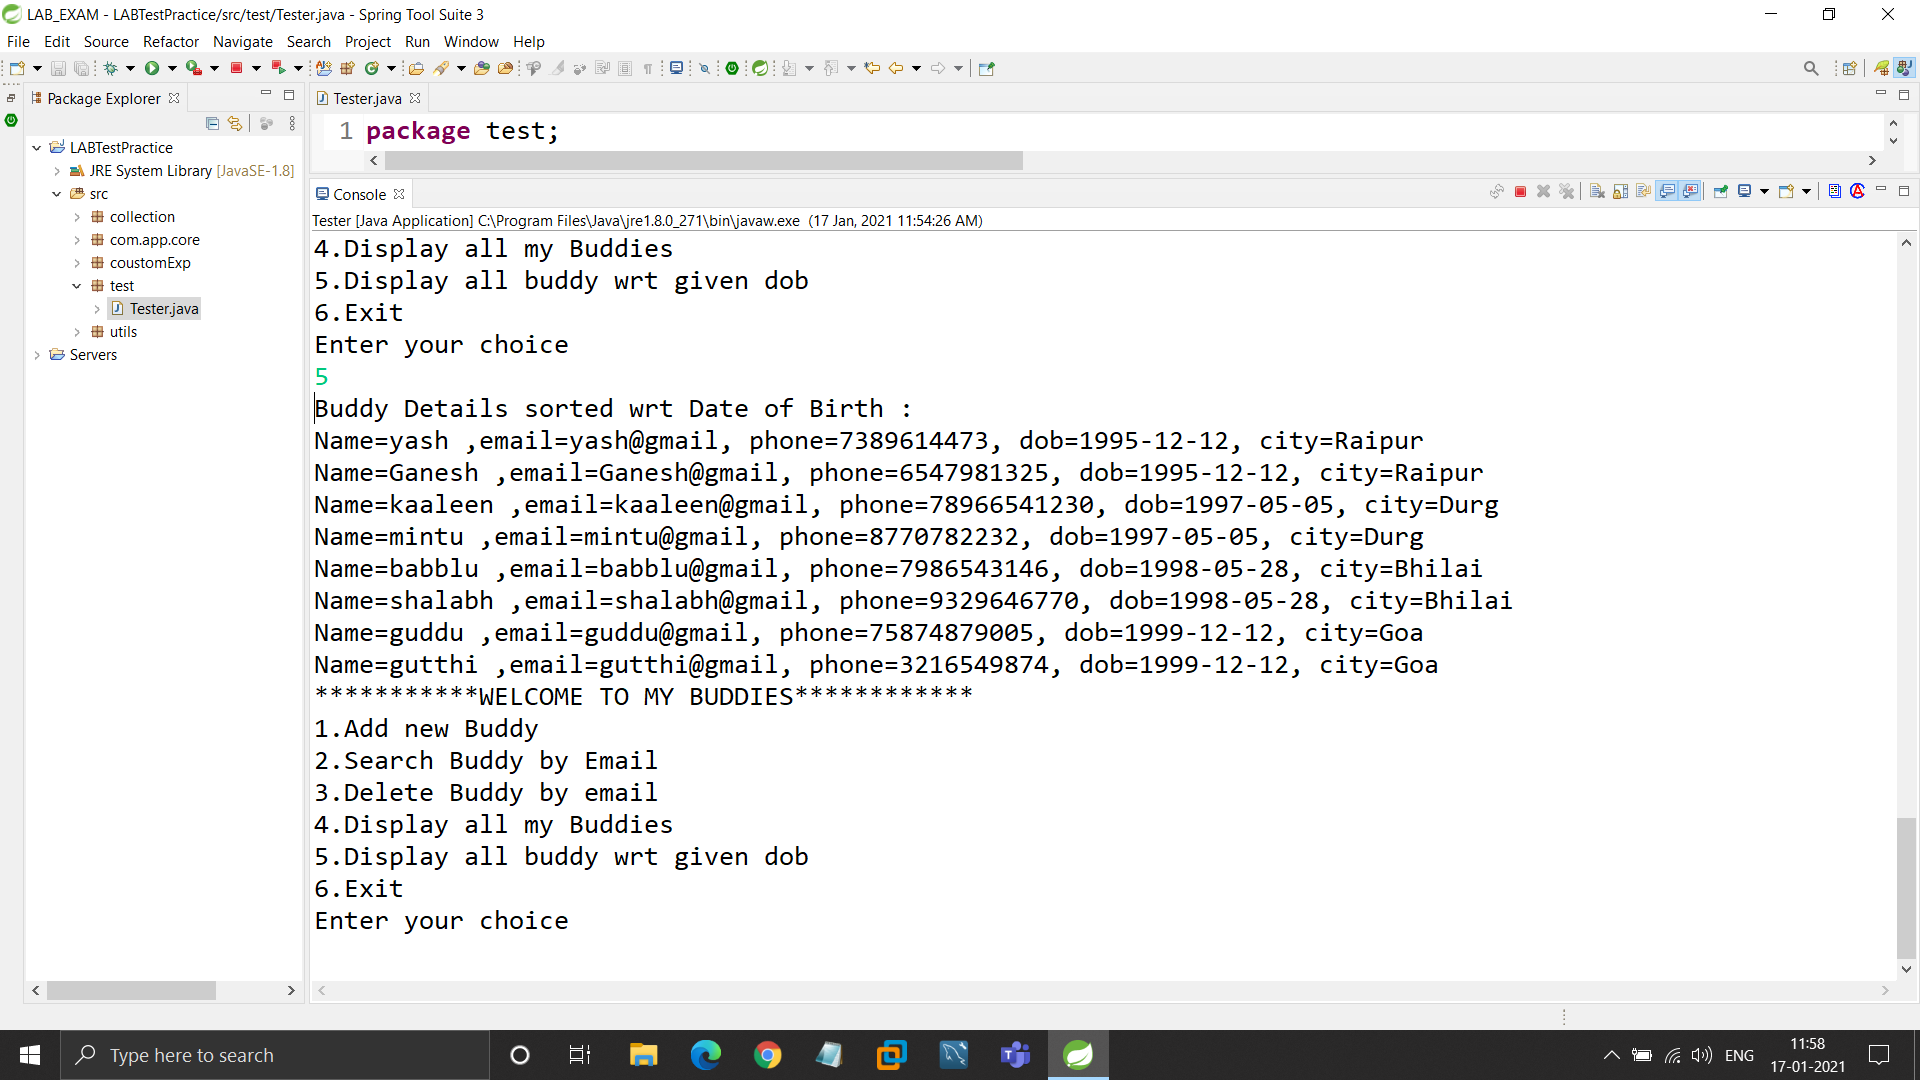 LAB_EXAM - LABTestPractice/src/test/Tester.java - Spring Tool Suite 3
File Edit Source Refactor Navigate Search Project Run Window Help
Package Explorer
LABTestPractice
JRE System Library [JavaSE-1.8]
src
collection
com.app.core
coustomExp
test
Tester.java
utils
Servers
Tester.java
1 package test;
Console
Tester [Java Application] C:\Program Files\Java\jre1.8.0_271\bin\javaw.exe (17 Jan, 2021 11:54:26 AM)
4.Display all my Buddies
5.Display all buddy wrt given dob
6.Exit
Enter your choice
5
Buddy Details sorted wrt Date of Birth :
Name=yash ,email=yash@gmail, phone=7389614473, dob=1995-12-12, city=Raipur
Name=Ganesh ,email=Ganesh@gmail, phone=6547981325, dob=1995-12-12, city=Raipur
Name=kaaleen ,email=kaaleen@gmail, phone=78966541230, dob=1997-05-05, city=Durg
Name=mintu ,email=mintu@gmail, phone=8770782232, dob=1997-05-05, city=Durg
Name=babblu ,email=babblu@gmail, phone=7986543146, dob=1998-05-28, city=Bhilai
Name=shalabh ,email=shalabh@gmail, phone=9329646770, dob=1998-05-28, city=Bhilai
Name=guddu ,email=guddu@gmail, phone=75874879005, dob=1999-12-12, city=Goa
Name=gutthi ,email=gutthi@gmail, phone=3216549874, dob=1999-12-12, city=Goa
***********WELCOME TO MY BUDDIES************
1.Add new Buddy
2.Search Buddy by Email
3.Delete Buddy by email
4.Display all my Buddies
5.Display all buddy wrt given dob
6.Exit
Enter your choice
Type here to search
ENG
11:58
17-01-2021